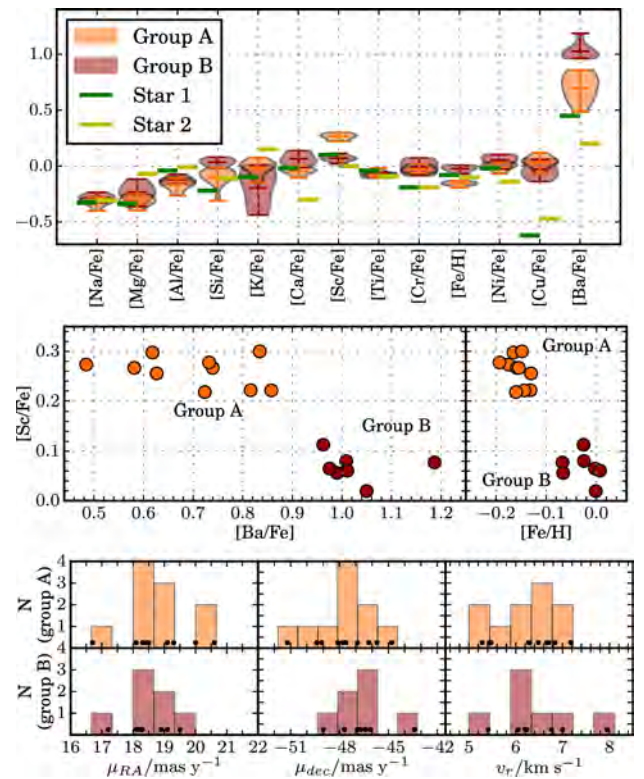 Group A
Group B
Star 1
Star 2
1.0
0.5
0.0
−0.5
[Na/Fe]
[Mg/Fe]
[Al/Fe]
[Si/Fe]
[K/Fe]
[Ca/Fe]
[Sc/Fe]
[Ti/Fe]
[Cr/Fe]
[Fe/H]
[Ni/Fe]
[Cu/Fe]
[Ba/Fe]
[Sc/Fe]
0.3
0.2
0.1
0.0
Group A
Group B
Group A
Group B
0.5 0.6 0.7 0.8 0.9 1.0 1.1 1.2
−0.2 −0.1 0.0
[Ba/Fe] [Fe/H]
N
(group A)
4
3
2
1
N
(group B)
4
3
2
1
16 17 18 19 20 21 22
−51 −48 −45 −42
5 6 7 8
μRA/mas y⁻¹ μdec/mas y⁻¹ vr/km s⁻¹